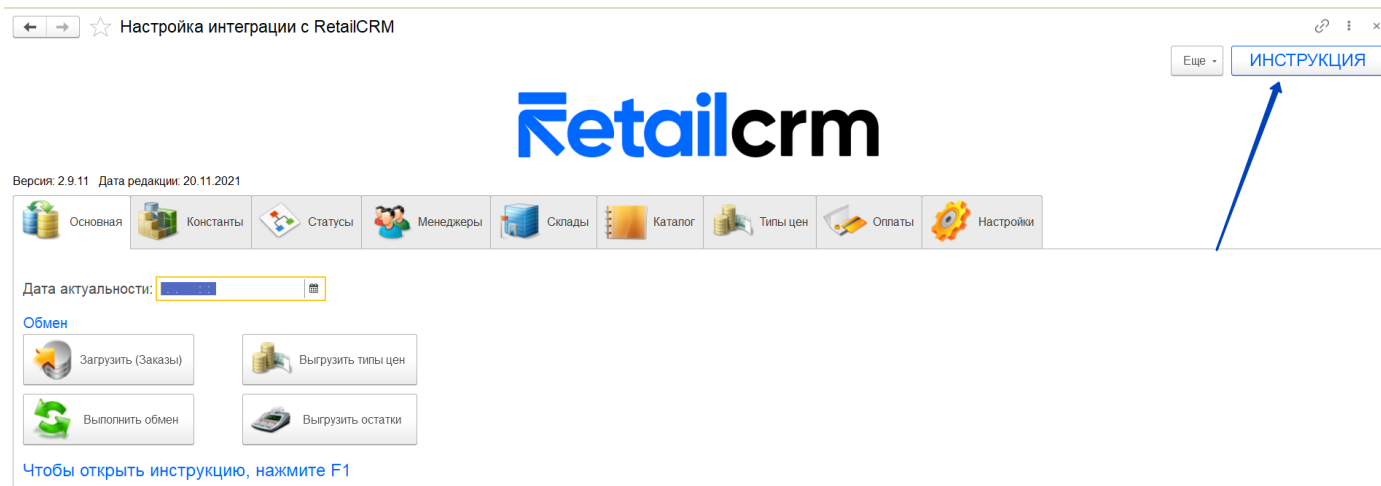 Настройка интеграции с RetailCRM
Еще
ИНСТРУКЦИЯ
Retailcrm
Версия: 2.9.11 Дата редакции: 20.11.2021
Основная Константы Статусы Менеджеры Склады Каталог Типы цен Оплаты Настройки
Дата актуальности:
Обмен
Загрузить (Заказы) Выгрузить типы цен
Выполнить обмен Выгрузить остатки
Чтобы открыть инструкцию, нажмите F1